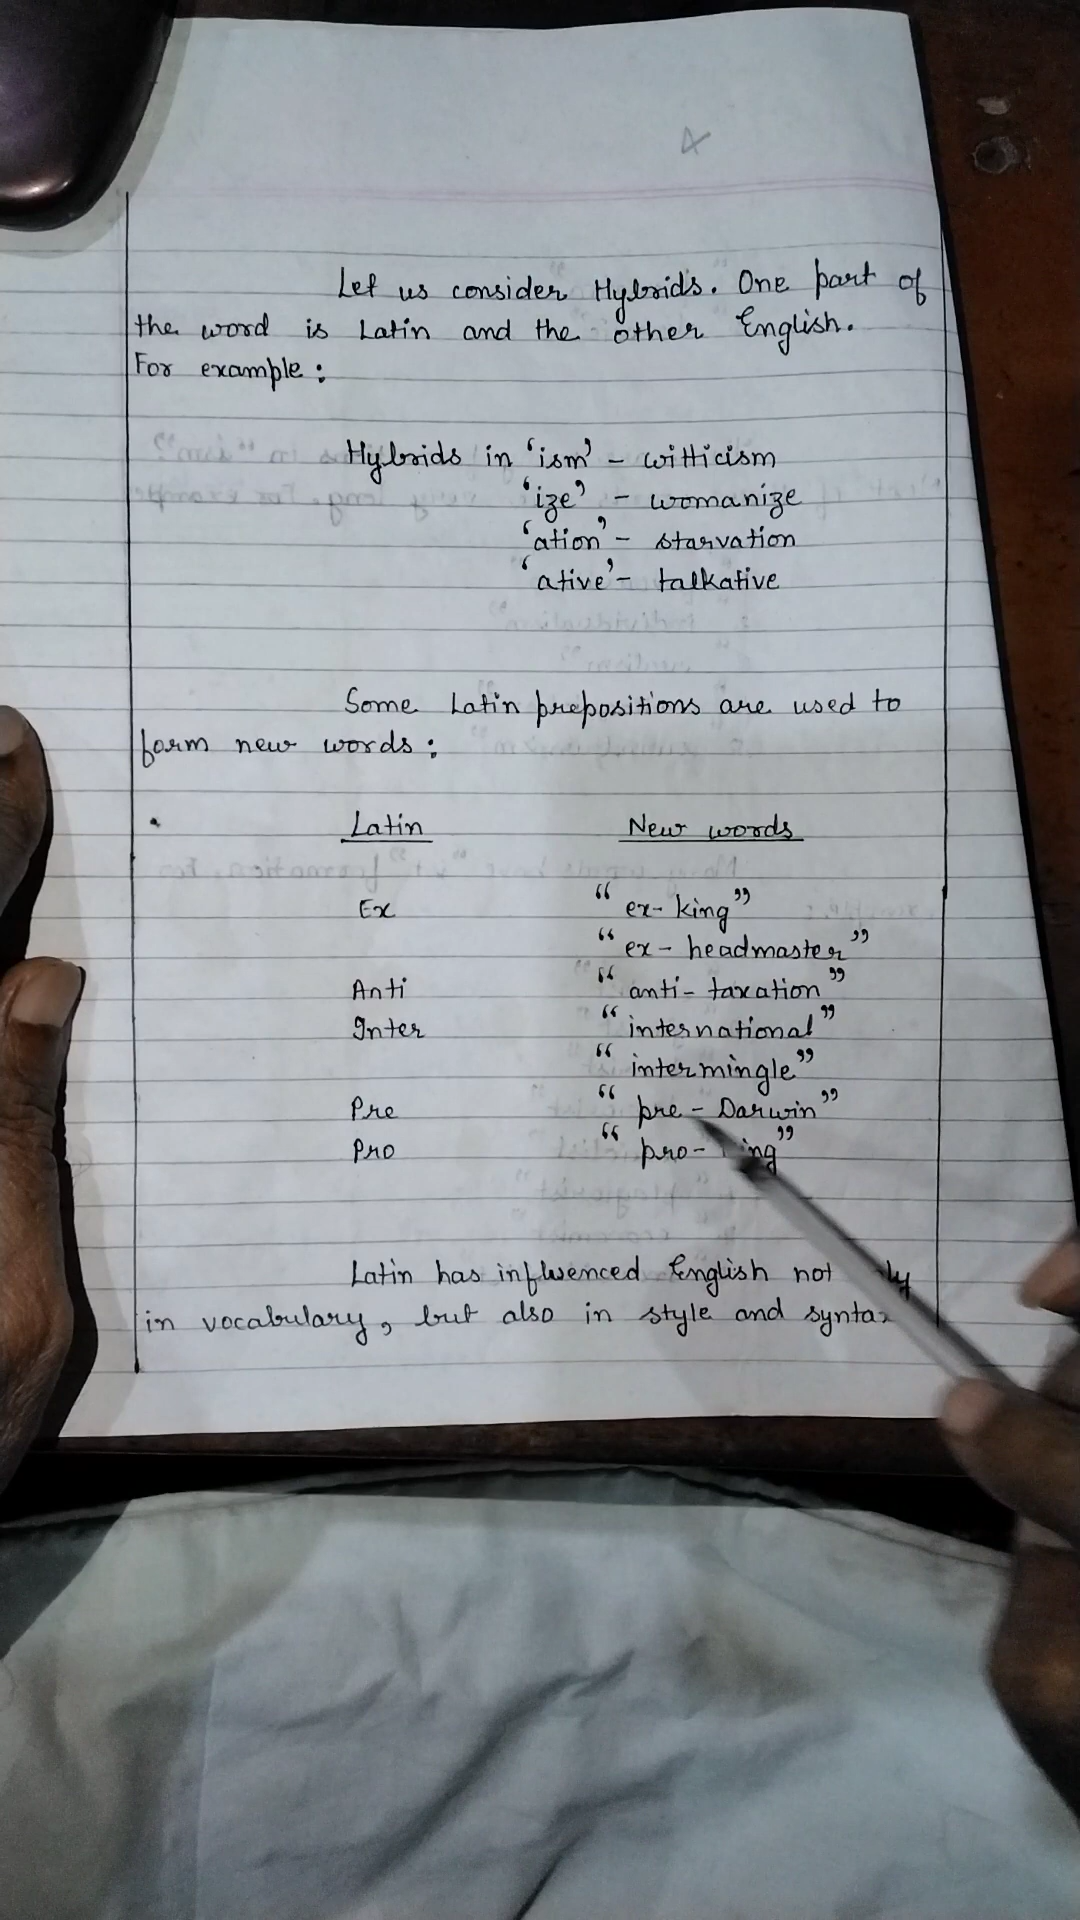 4
Let us consider Hybrids. One part of
the word is Latin and the other English.
For example:
Hybrids in 'ism' - witticism
'ize' - womanize
'ation' - starvation
'ative' - talkative
Some Latin prepositions are used to
form new words:
Latin New words
Ex "ex-king"
"ex-headmaster"
Anti "anti-taxation"
Inter "international"
"intermingle"
Pre "pre-Darwin"
Pro "pro-
Latin has influenced English not
in vocabulary, but also in style and